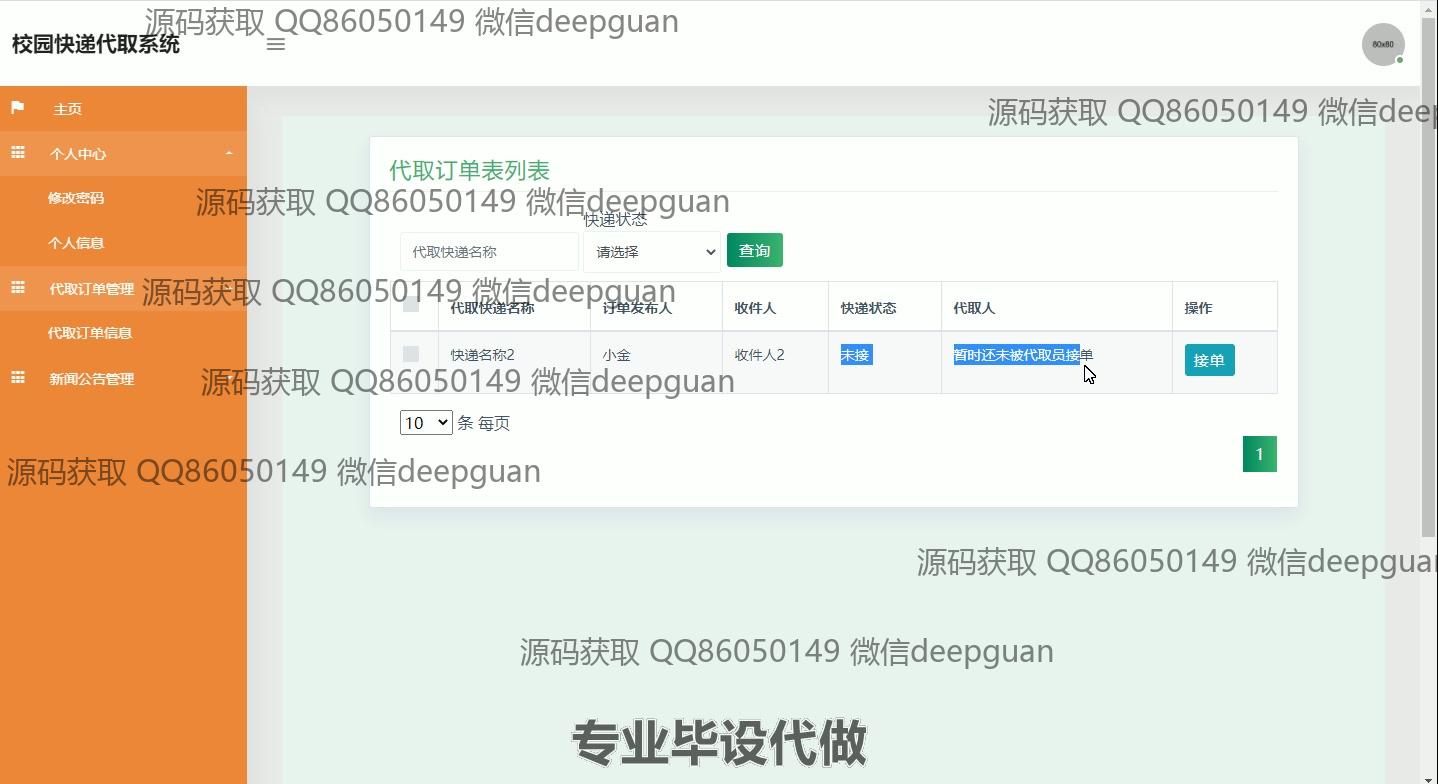 源码获取 QQ86050149 微信deepguan
校园快递代取系统
60x60
主页
源码获取 QQ86050149 微信deep
个人中心
代取订单表列表
修改密码
源码获取 QQ86050149 微信deepguan
快递状态
个人信息
代取快递名称 请选择 查询
代取订单管理
源码获取 QQ86050149 微信deepguan
代取快递名称 订单发布人 收件人 快递状态 代取人 操作
代取订单信息
快递名称2 小金 收件人2 未接 暂时还未被代取员接单 接单
新闻公告管理
源码获取 QQ86050149 微信deepguan
10 条 每页
1
源码获取 QQ86050149 微信deepguan
源码获取 QQ86050149 微信deepguan
源码获取 QQ86050149 微信deepguan
专业毕设代做